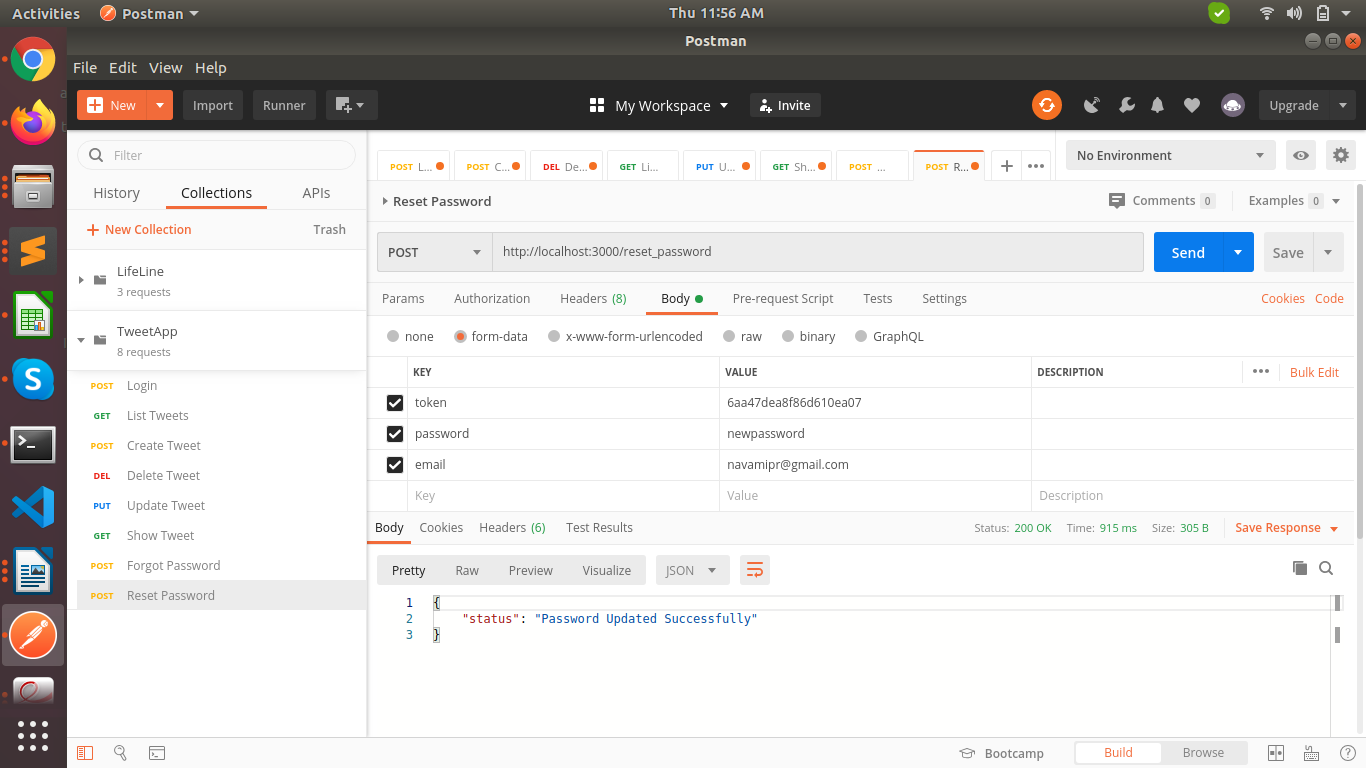 Activities
Postman
Thu 11:56 AM
Postman
File Edit View Help
New
Import
Runner
My Workspace
Invite
Upgrade
Filter
History Collections APIs
New Collection Trash
LifeLine
3 requests
TweetApp
8 requests
POST Login
GET List Tweets
POST Create Tweet
DEL Delete Tweet
PUT Update Tweet
GET Show Tweet
POST Forgot Password
POST Reset Password
POST L... POST C... DEL De... GET Li... PUT U... GET Sh... POST ... POST R...
No Environment
Reset Password
Comments 0 Examples 0
POST http://localhost:3000/reset_password Send Save
Params Authorization Headers (8) Body Pre-request Script Tests Settings Cookies Code
none form-data x-www-form-urlencoded raw binary GraphQL
KEY VALUE DESCRIPTION ••• Bulk Edit
token 6aa47dea8f86d610ea07
password newpassword
email navamipr@gmail.com
Key Value Description
Body Cookies Headers (6) Test Results Status: 200 OK Time: 915 ms Size: 305 B Save Response
Pretty Raw Preview Visualize JSON
1 {
2 "status": "Password Updated Successfully"
3 }
Bootcamp Build Browse